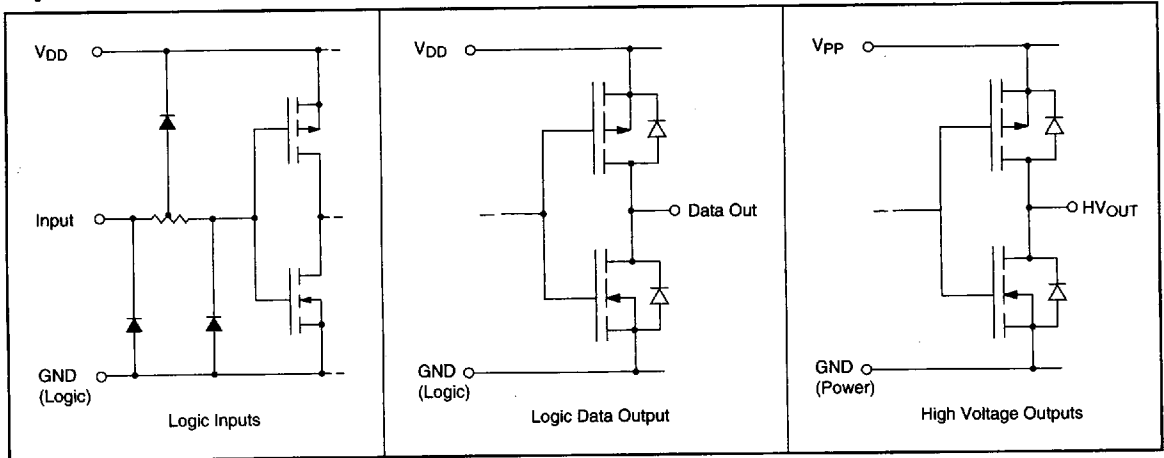 VDD
Input
GND
(Logic)
Logic Inputs
VDD
Data Out
GND
(Logic)
Logic Data Output
VPP
HVOUT
GND
(Power)
High Voltage Outputs